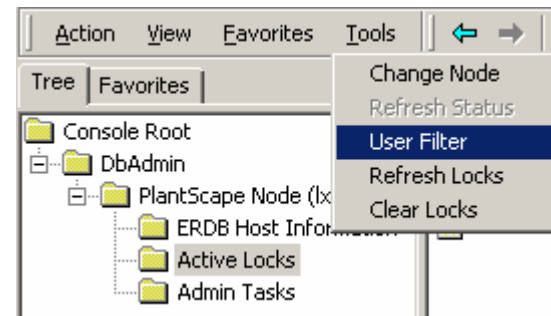 Action View Favorites Tools
Tree Favorites
Change Node
Refresh Status
User Filter
Refresh Locks
Clear Locks
Console Root
DbAdmin
PlantScape Node (lx
ERDB Host Information
Active Locks
Admin Tasks